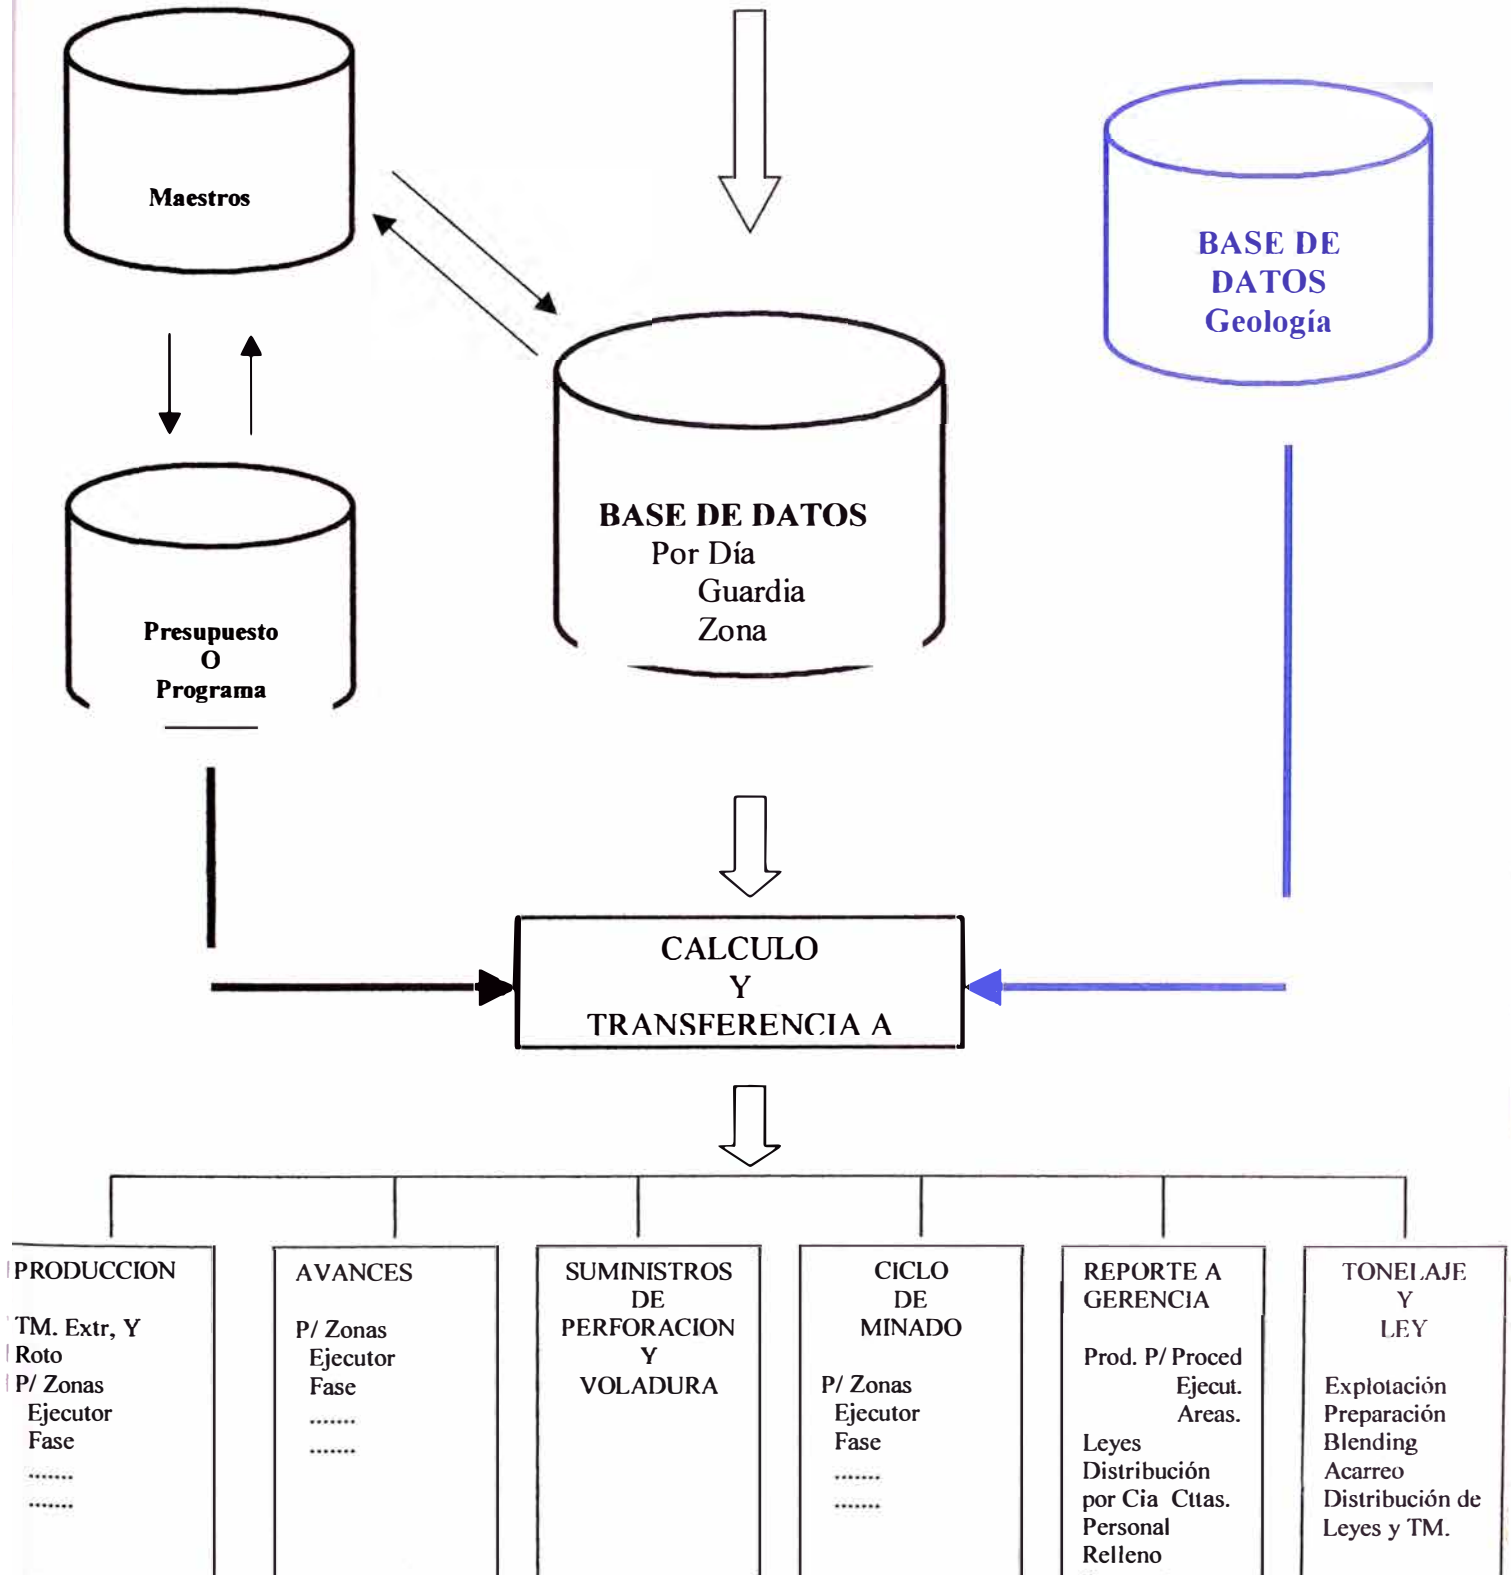 Maestros
BASE DE
DATOS
Geología
BASE DE DATOS
Por Día
Guardia
Zona
Presupuesto
O
Programa
CALCULO
Y
TRANSFERENCIA A
PRODUCCION
TM. Extr, Y
Roto
P/ Zonas
Ejecutor
Fase
.......
.......
AVANCES
P/ Zonas
Ejecutor
Fase
.......
.......
SUMINISTROS
DE
PERFORACION
Y
VOLADURA
CICLO
DE
MINADO
P/ Zonas
Ejecutor
Fase
.......
.......
REPORTE A
GERENCIA
Prod. P/ Proced
Ejecut.
Areas.
Leyes
Distribución
por Cia Cttas.
Personal
Relleno
TONELAJE
Y
LEY
Explotación
Preparación
Blending
Acarreo
Distribución de
Leyes y TM.